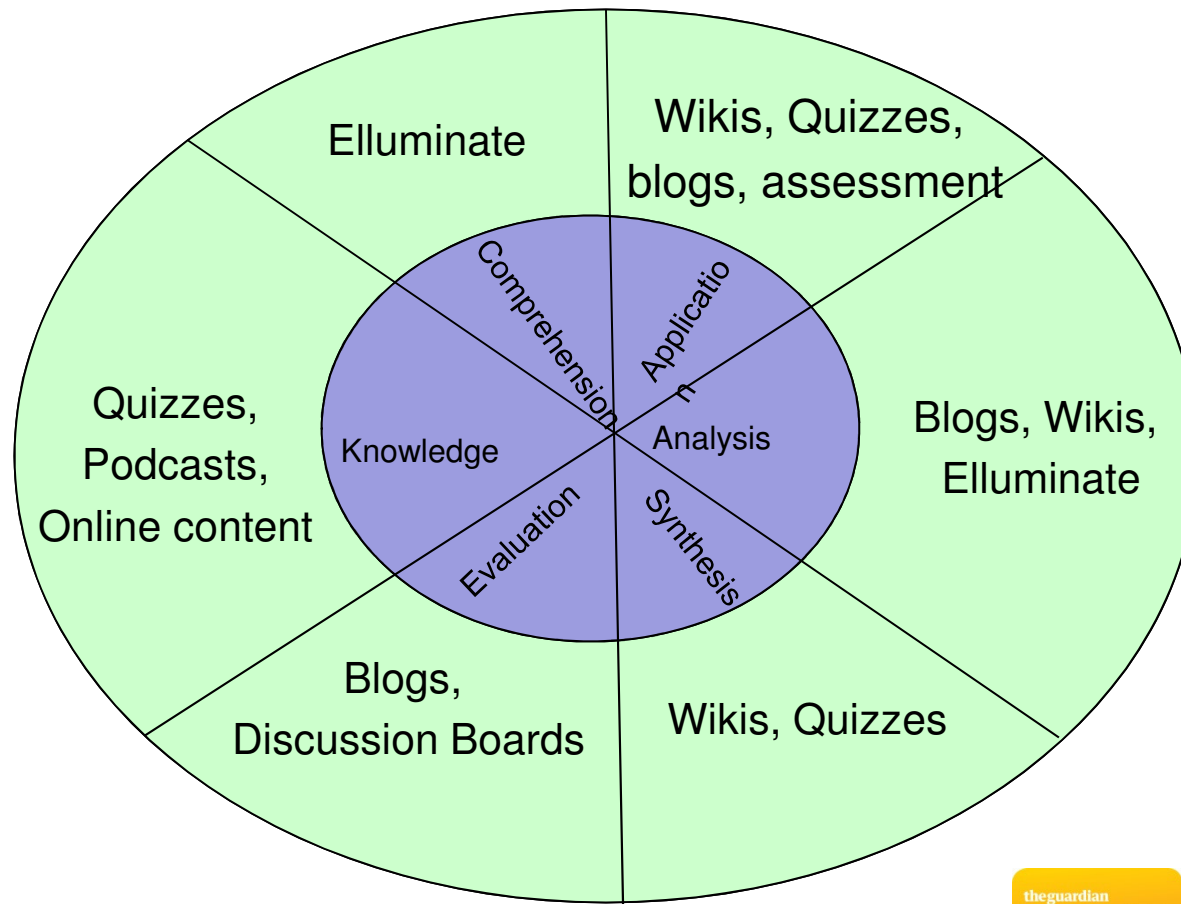 Elluminate
Wikis, Quizzes,
blogs, assessment
Comprehension
Applicatio
n
Quizzes,
Podcasts,
Online content
Knowledge
Analysis
Blogs, Wikis,
Elluminate
Evaluation
Synthesis
Blogs,
Discussion Boards
Wikis, Quizzes
theguardian